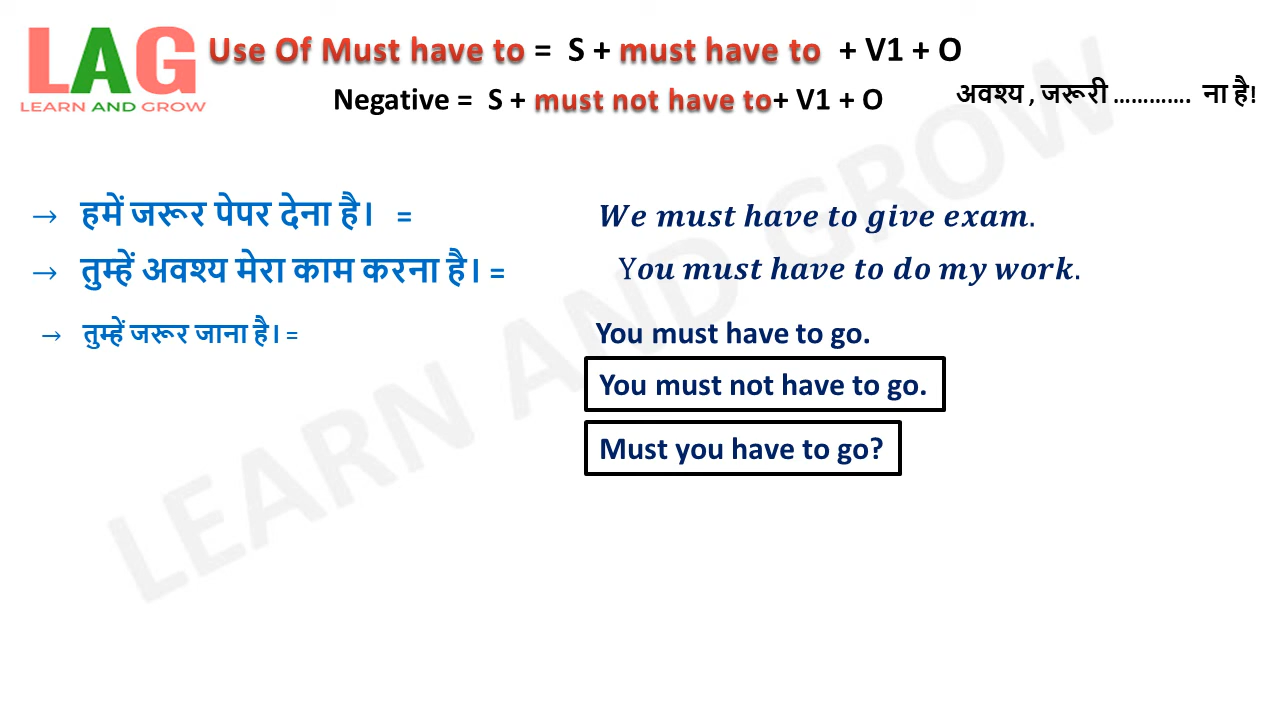 LAG
LEARN AND GROW
Use Of Must have to = S + must have to + V1 + O
Negative = S + must not have to+ V1 + O
अवश्य , जरूरी …………. ना है!
→ हमें जरूर पेपर देना है। = We must have to give exam.
→ तुम्हें अवश्य मेरा काम करना है। = You must have to do my work.
→ तुम्हें जरूर जाना है। = You must have to go.
You must not have to go.
Must you have to go?
LEARN AND GROW